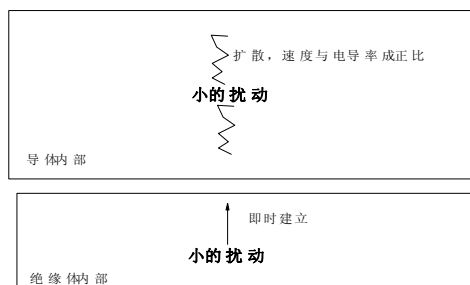 扩散，速度与电导率成正比
小的扰动
导体内部
即时建立
小的扰动
绝缘体内部